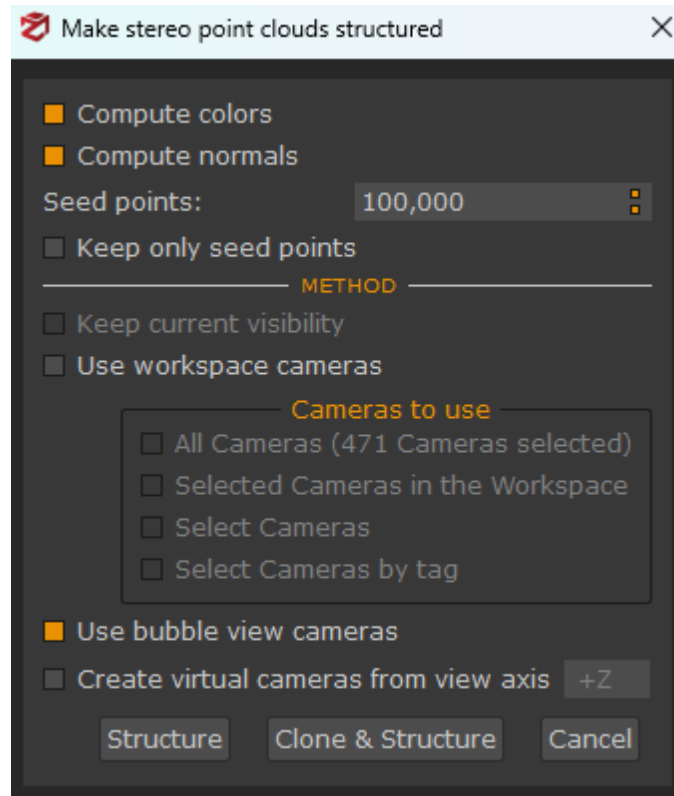 Make stereo point clouds structured
Compute colors
Compute normals
Seed points: 100,000
Keep only seed points
METHOD
Keep current visibility
Use workspace cameras
Cameras to use
All Cameras (471 Cameras selected)
Selected Cameras in the Workspace
Select Cameras
Select Cameras by tag
Use bubble view cameras
Create virtual cameras from view axis +Z
Structure Clone & Structure Cancel